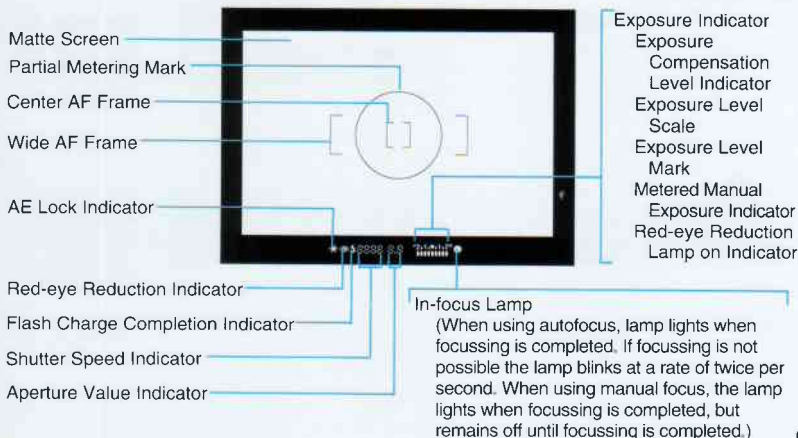 Matte Screen
Partial Metering Mark
Center AF Frame
Wide AF Frame
AE Lock Indicator
Red-eye Reduction Indicator
Flash Charge Completion Indicator
Shutter Speed Indicator
Aperture Value Indicator
Exposure Indicator
Exposure
Compensation
Level Indicator
Exposure Level
Scale
Exposure Level
Mark
Metered Manual
Exposure Indicator
Red-eye Reduction
Lamp on Indicator
In-focus Lamp
(When using autofocus, lamp lights when
focussing is completed. If focussing is not
possible the lamp blinks at a rate of twice per
second. When using manual focus, the lamp
lights when focussing is completed, but
remains off until focussing is completed.)